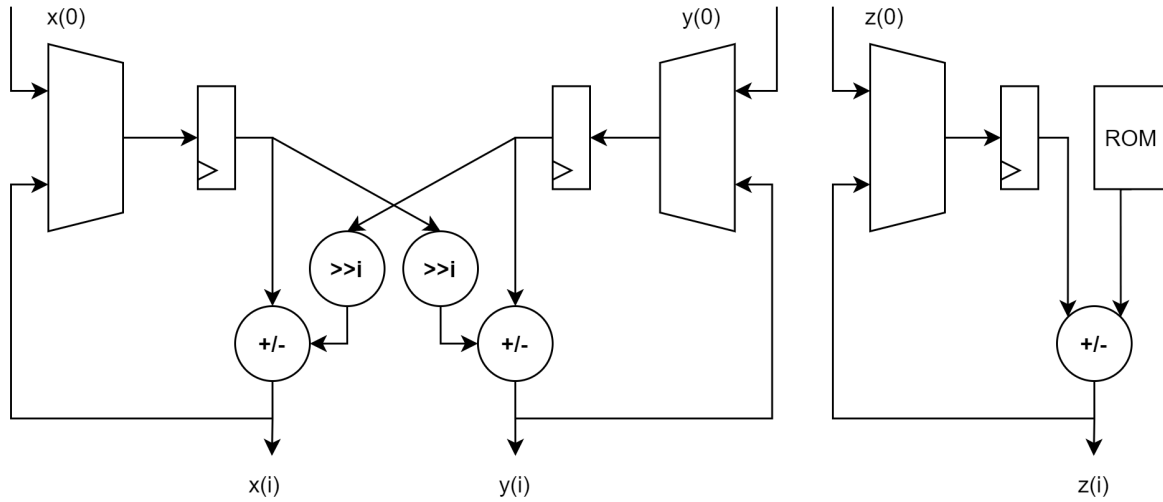 x(0)
y(0)
z(0)
ROM
>>i
>>i
+/-
+/-
+/-
x(i)
y(i)
z(i)